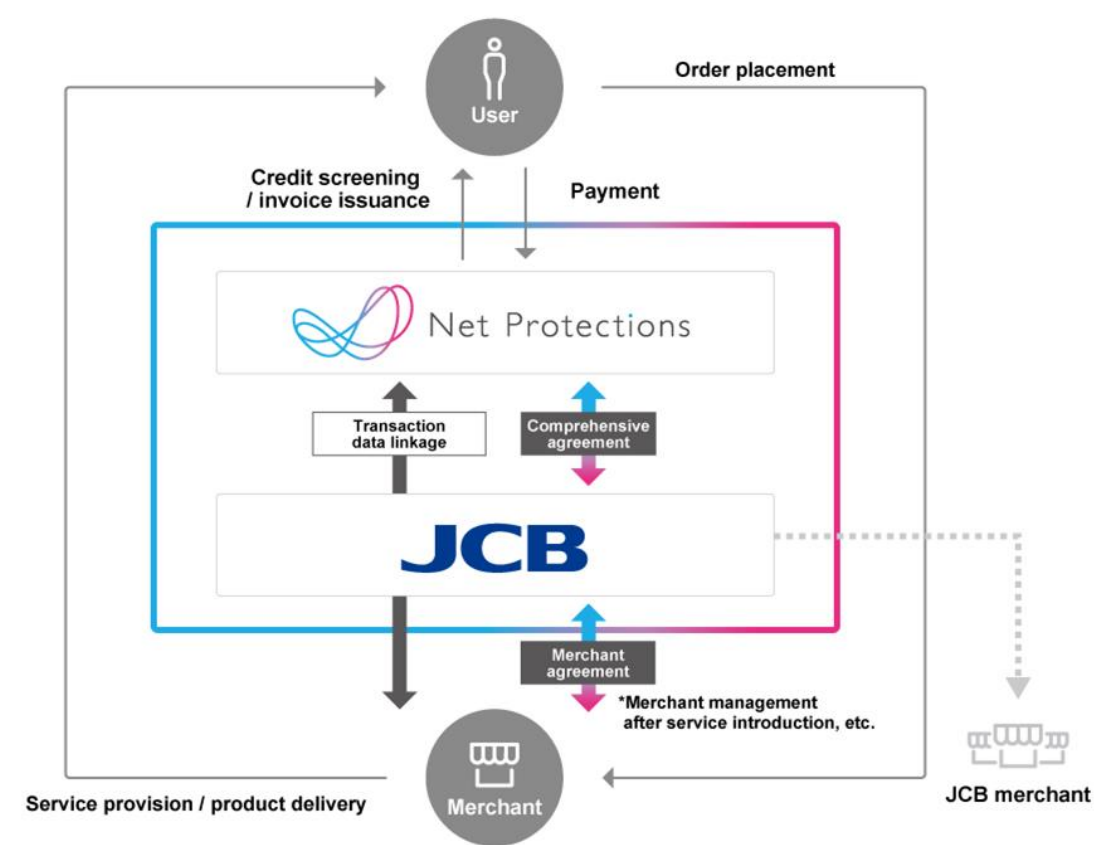 User
Order placement
Credit screening
/ invoice issuance
Payment
Net Protections
Transaction
data linkage
Comprehensive
agreement
JCB
Merchant
agreement
*Merchant management
after service introduction, etc.
Merchant
JCB merchant
Service provision / product delivery